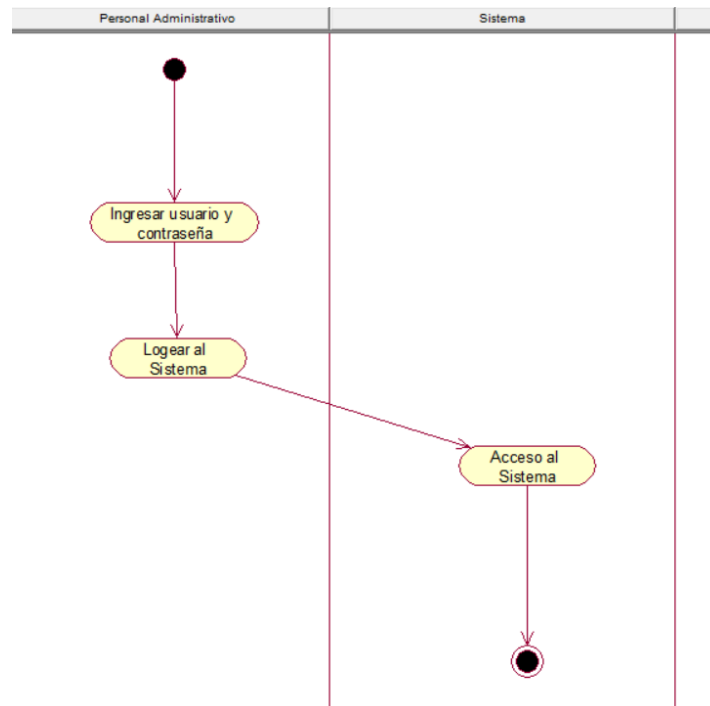 Personal Administrativo
Sistema
Ingresar usuario y
contraseña
Logear al
Sistema
Acceso al
Sistema